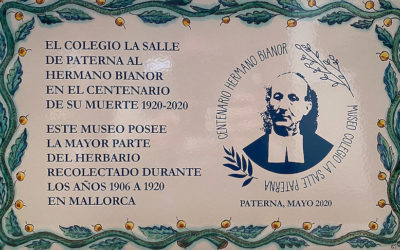 EL COLEGIO LA SALLE
DE PATERNA AL
HERMANO BIANOR
EN EL CENTENARIO
DE SU MUERTE 1920-2020
ESTE MUSEO POSEE
LA MAYOR PARTE
DEL HERBARIO
RECOLECTADO DURANTE
LOS AÑOS 1906 A 1920
EN MALLORCA
CENTENARIO HERMANO BIANOR
MUSEO COLEGIO LA SALLE PATERNA
PATERNA, MAYO 2020